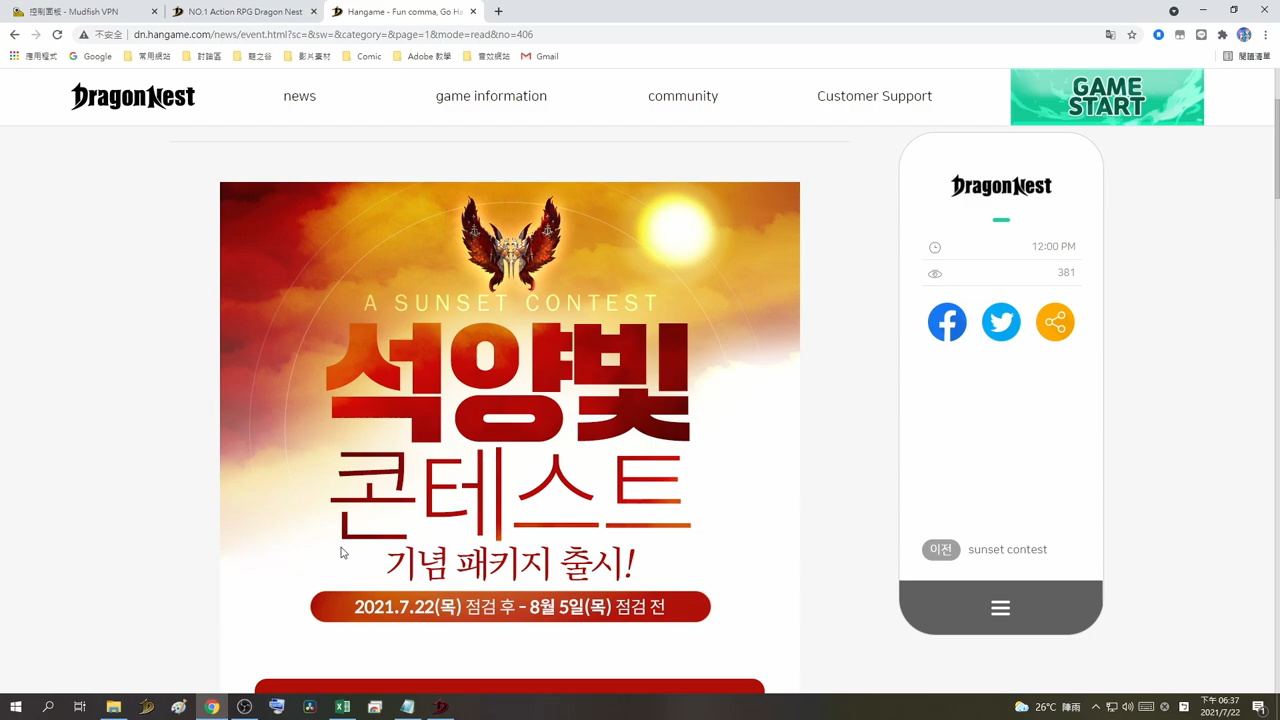 控制面板 - Mudfish VPN
NO.1 Action RPG Dragon Nest
Hangame - Fun comma, Go Ha
不安全 | dn.hangame.com/news/event.html?sc=&sw=&category=&page=1&mode=read&no=406
應用程式 Google 常用網站 討論區 龍之谷 影片素材 Comic Adobe 教學 音效網站 Gmail 閱讀清單
DragonNest
news
game information
community
Customer Support
GAME
START
A SUNSET CONTEST
석양빛
콘테스트
기념 패키지 출시!
2021.7.22(목) 점검 후 - 8월 5일(목) 점검 전
DragonNest
12:00 PM
381
이전 sunset contest
25°C 陣雨
下午 06:37
2021/7/22